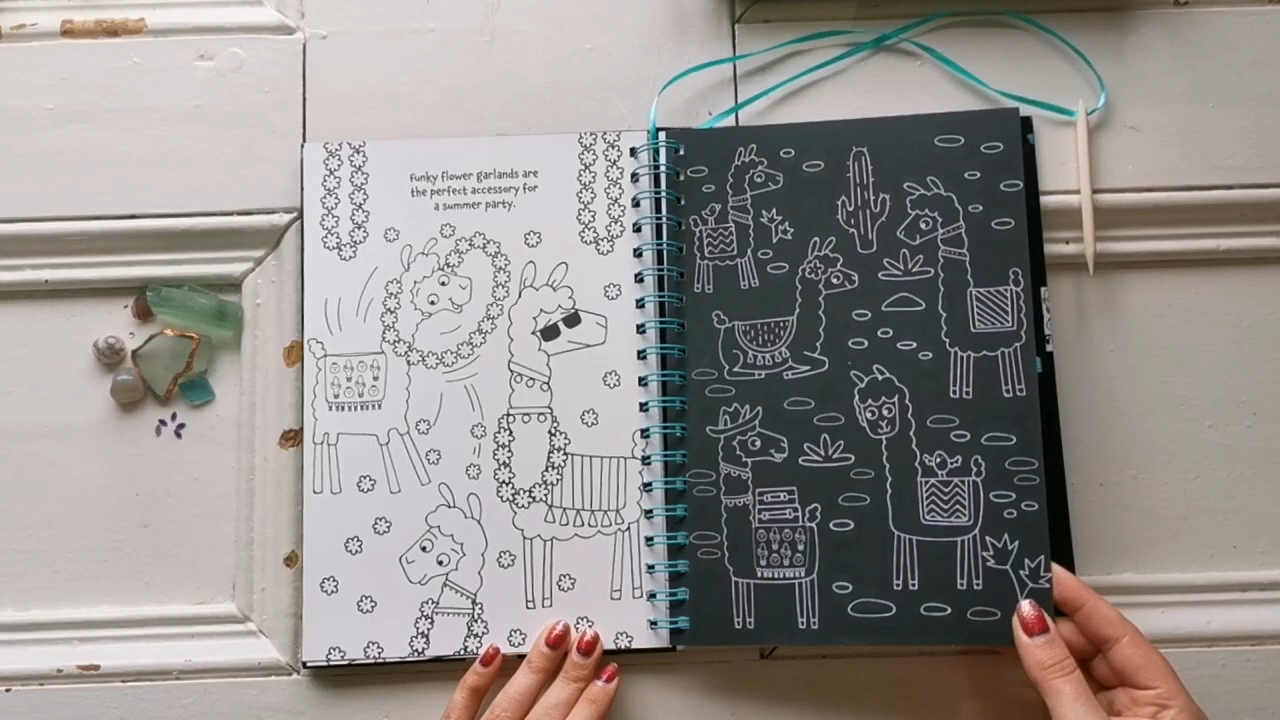 Funky flower garlands are
the perfect accessory for
a summer party.